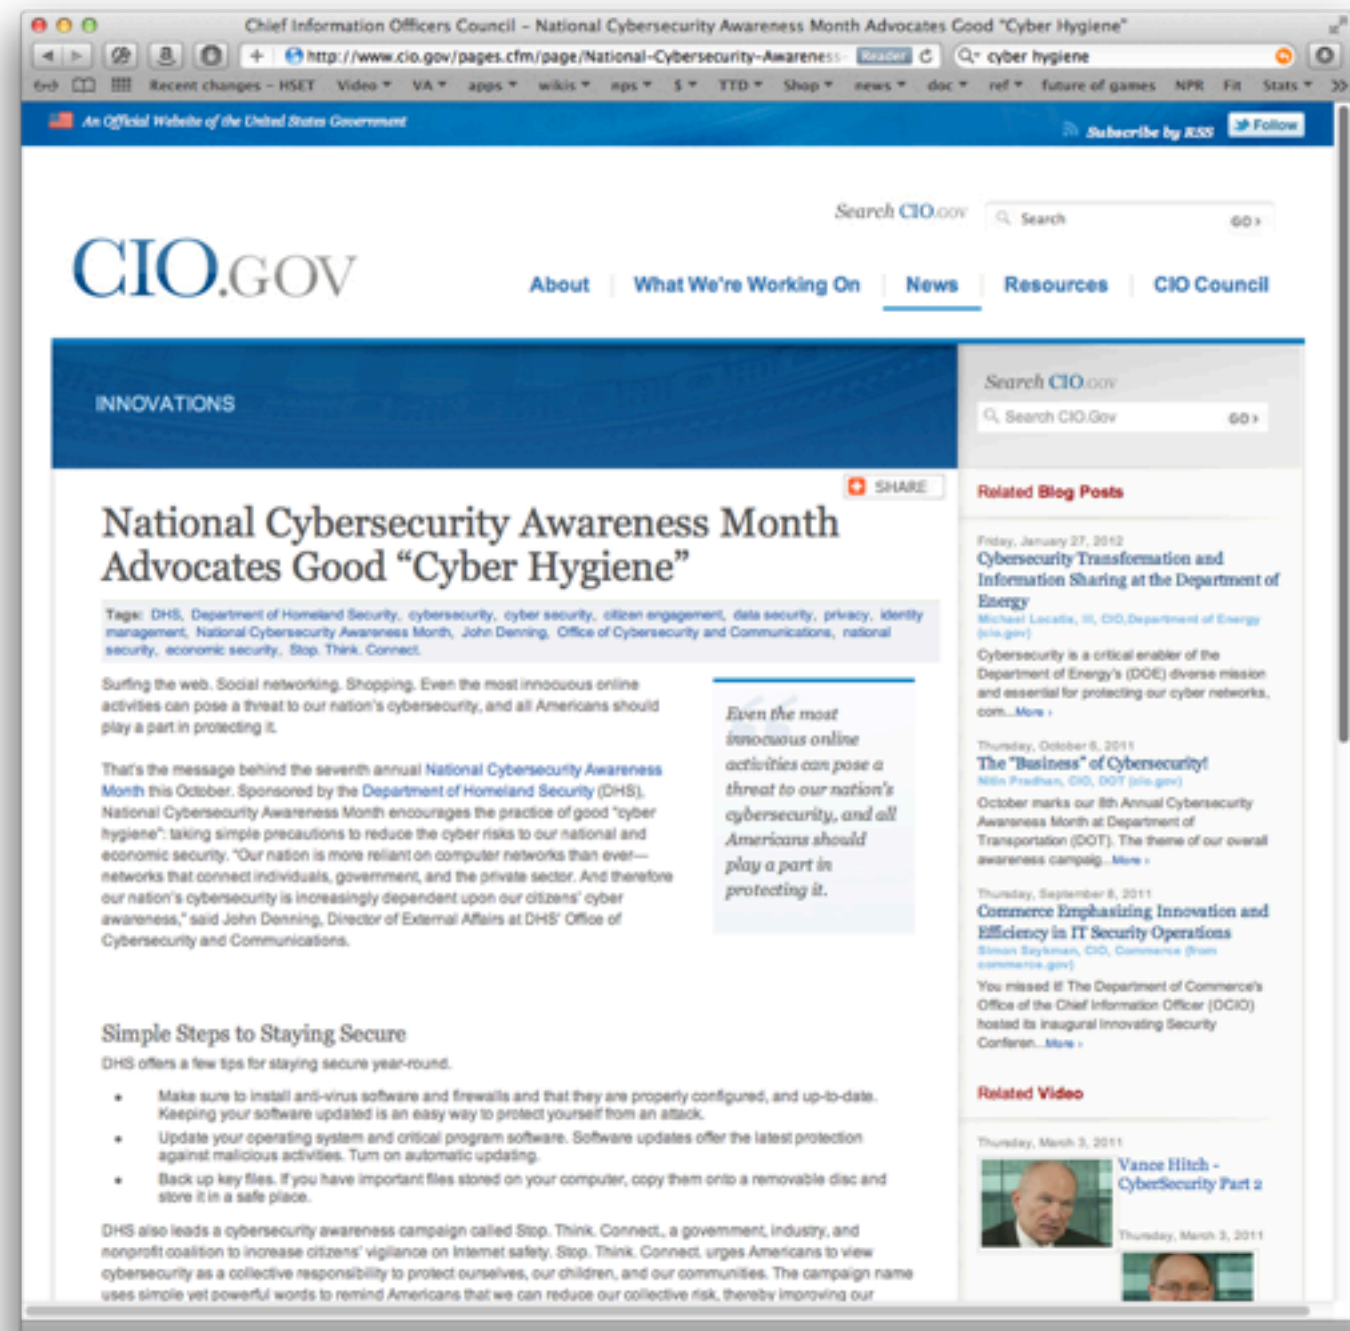 Chief Information Officers Council – National Cybersecurity Awareness Month Advocates Good "Cyber Hygiene"
http://www.cio.gov/pages.cfm/page/National-Cybersecurity-Awareness-
Reader
cyber hygiene
Recent changes – HSET Video VA apps wikis nps $ TTD Shop news doc ref future of games NPR Fit Stats
An Official Website of the United States Government
Subscribe by RSS
Follow
Search CIO.GOV
Search
GO ›
CIO.GOV
About
What We're Working On
News
Resources
CIO Council
INNOVATIONS
Search CIO.GOV
Search CIO.Gov
GO ›
SHARE
National Cybersecurity Awareness Month
Advocates Good “Cyber Hygiene”
Tags: DHS, Department of Homeland Security, cybersecurity, cyber security, citizen engagement, data security, privacy, identity
management, National Cybersecurity Awareness Month, John Denning, Office of Cybersecurity and Communications, national
security, economic security, Stop. Think. Connect.
Surfing the web. Social networking. Shopping. Even the most innocuous online
activities can pose a threat to our nation's cybersecurity, and all Americans should
play a part in protecting it.
That's the message behind the seventh annual National Cybersecurity Awareness
Month this October. Sponsored by the Department of Homeland Security (DHS),
National Cybersecurity Awareness Month encourages the practice of good "cyber
hygiene": taking simple precautions to reduce the cyber risks to our national and
economic security. "Our nation is more reliant on computer networks than ever—
networks that connect individuals, government, and the private sector. And therefore
our nation's cybersecurity is increasingly dependent upon our citizens' cyber
awareness," said John Denning, Director of External Affairs at DHS' Office of
Cybersecurity and Communications.
Even the most
innocuous online
activities can pose a
threat to our nation's
cybersecurity, and all
Americans should
play a part in
protecting it.
Simple Steps to Staying Secure
DHS offers a few tips for staying secure year-round.
• Make sure to install anti-virus software and firewalls and that they are properly configured, and up-to-date.
Keeping your software updated is an easy way to protect yourself from an attack.
• Update your operating system and critical program software. Software updates offer the latest protection
against malicious activities. Turn on automatic updating.
• Back up key files. If you have important files stored on your computer, copy them onto a removable disc and
store it in a safe place.
DHS also leads a cybersecurity awareness campaign called Stop. Think. Connect., a government, industry, and
nonprofit coalition to increase citizens' vigilance on Internet safety. Stop. Think. Connect. urges Americans to view
cybersecurity as a collective responsibility to protect ourselves, our children, and our communities. The campaign name
uses simple yet powerful words to remind Americans that we can reduce our collective risk, thereby improving our
Related Blog Posts
Friday, January 27, 2012
Cybersecurity Transformation and
Information Sharing at the Department of
Energy
Michael Locatis, III, CIO,Department of Energy
(cio.gov)
Cybersecurity is a critical enabler of the
Department of Energy's (DOE) diverse mission
and essential for protecting our cyber networks,
com...More ›
Thursday, October 6, 2011
The "Business" of Cybersecurity!
Nitin Pradhan, CIO, DOT (cio.gov)
October marks our 8th Annual Cybersecurity
Awareness Month at Department of
Transportation (DOT). The theme of our overall
awareness campaig...More ›
Thursday, September 8, 2011
Commerce Emphasizing Innovation and
Efficiency in IT Security Operations
Simon Szykman, CIO, Commerce (from
commerce.gov)
You missed it! The Department of Commerce's
Office of the Chief Information Officer (OCIO)
hosted its inaugural Innovating Security
Conferen...More ›
Related Video
Thursday, March 3, 2011
Vance Hitch -
CyberSecurity Part 2
Thursday, March 3, 2011